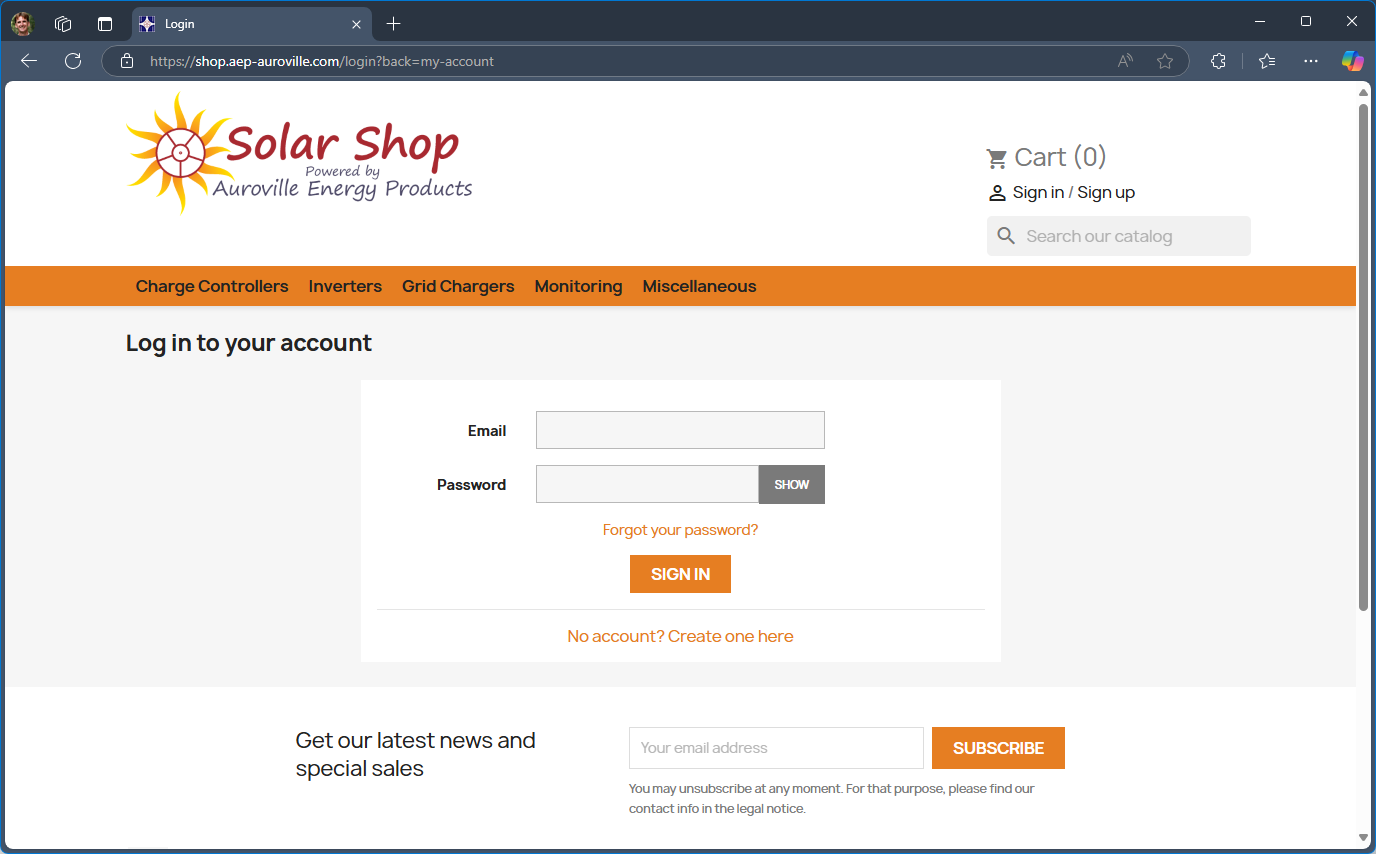 Login
https://shop.aep-auroville.com/login?back=my-account
Solar Shop
Powered by
Auroville Energy Products
Cart (0)
Sign in / Sign up
Search our catalog
Charge Controllers Inverters Grid Chargers Monitoring Miscellaneous
Log in to your account
Email
Password SHOW
Forgot your password?
SIGN IN
No account? Create one here
Get our latest news and
special sales
Your email address SUBSCRIBE
You may unsubscribe at any moment. For that purpose, please find our
contact info in the legal notice.